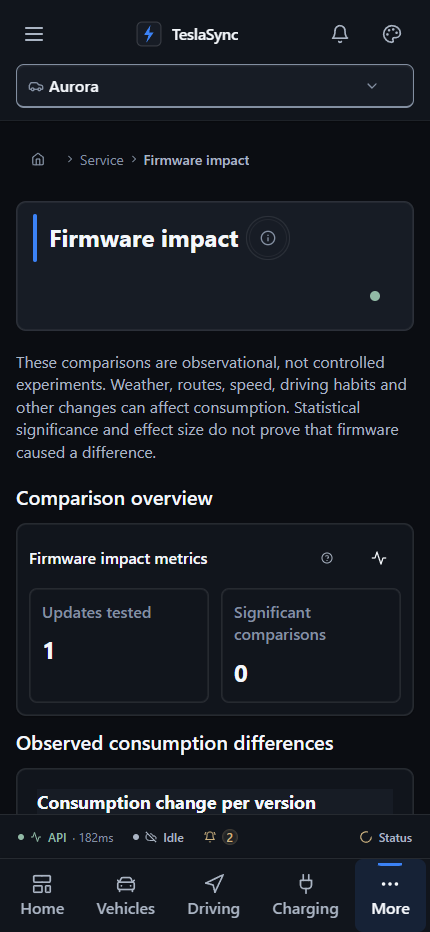 TeslaSync
Aurora
Service
Firmware impact
Firmware impact
These comparisons are observational, not controlled
experiments. Weather, routes, speed, driving habits and
other changes can affect consumption. Statistical
significance and effect size do not prove that firmware
caused a difference.
Comparison overview
Firmware impact metrics
Updates tested
1
Significant
comparisons
0
Observed consumption differences
Consumption change per version
API · 182ms
Idle
2
Status
Home
Vehicles
Driving
Charging
More